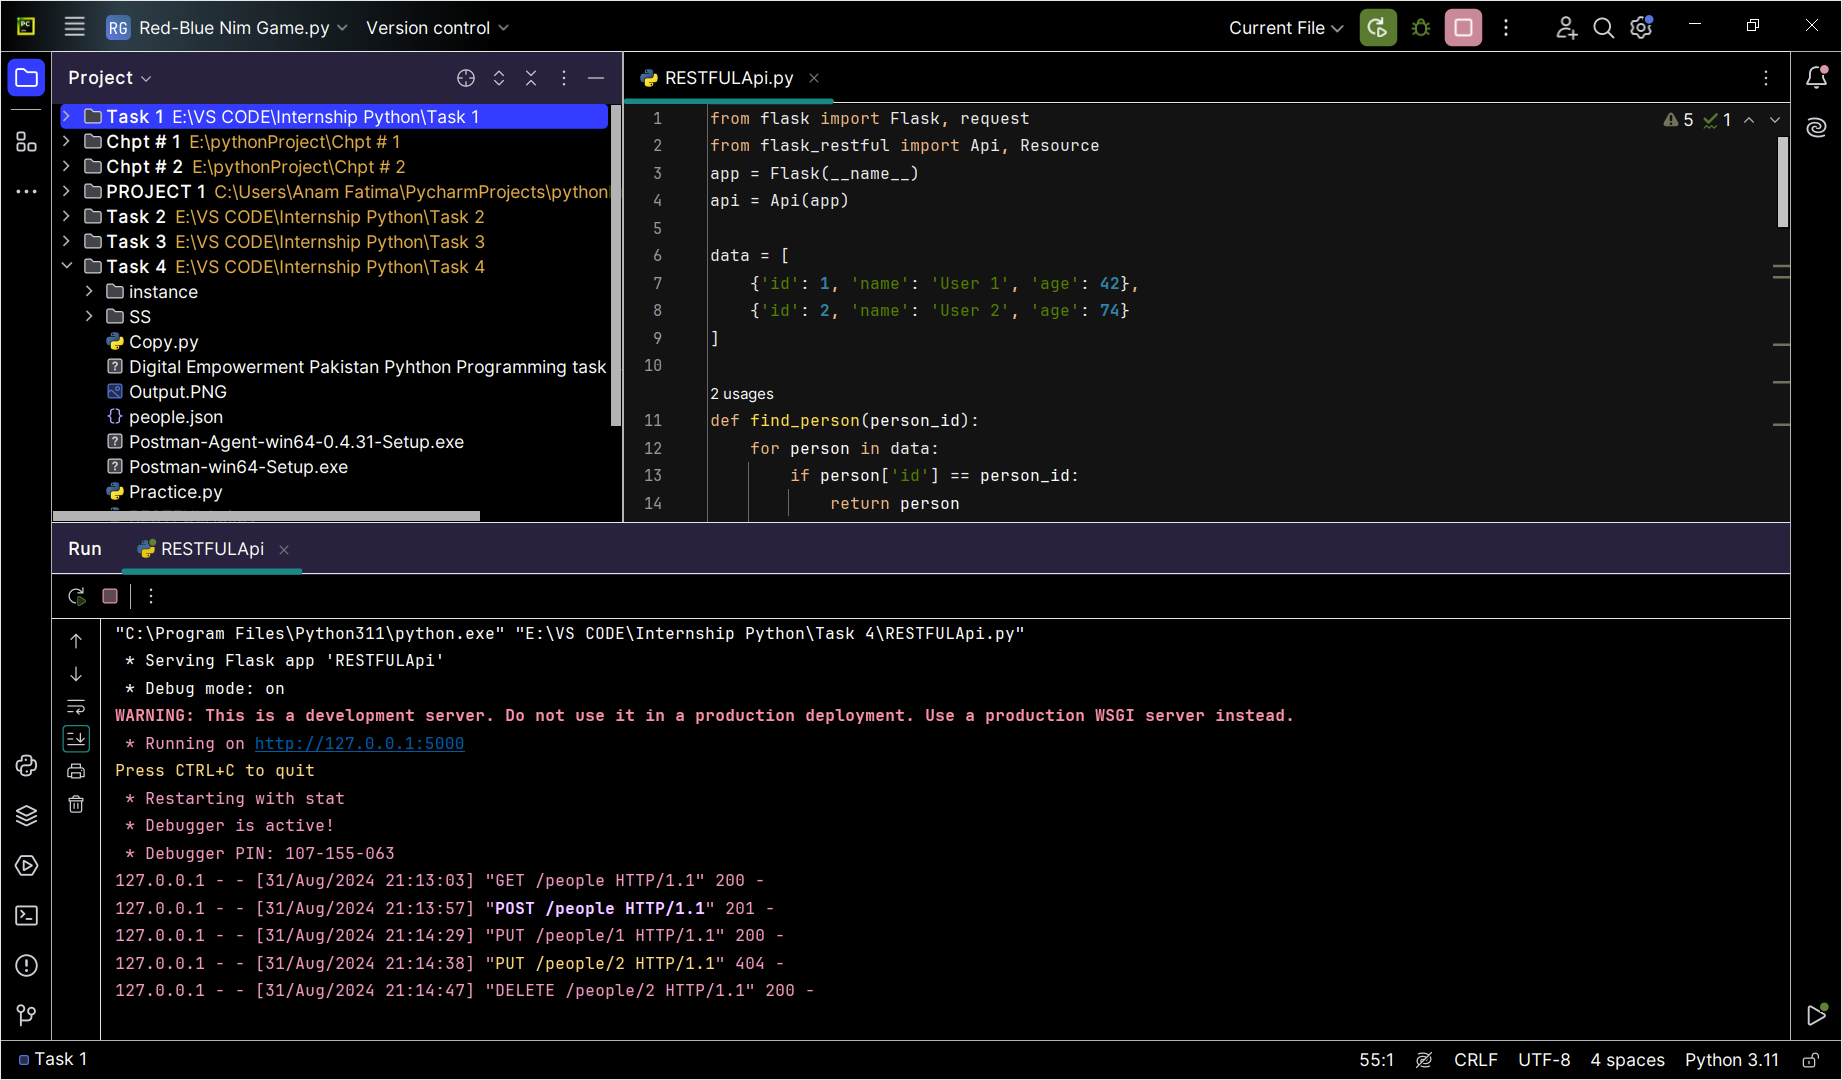 PC
RG Red-Blue Nim Game.py Version control Current File
Project
Task 1 E:\VS CODE\Internship Python\Task 1
Chpt # 1 E:\pythonProject\Chpt # 1
Chpt # 2 E:\pythonProject\Chpt # 2
PROJECT 1 C:\Users\Anam Fatima\PycharmProjects\python
Task 2 E:\VS CODE\Internship Python\Task 2
Task 3 E:\VS CODE\Internship Python\Task 3
Task 4 E:\VS CODE\Internship Python\Task 4
instance
SS
Copy.py
Digital Empowerment Pakistan Pyhthon Programming task
Output.PNG
people.json
Postman-Agent-win64-0.4.31-Setup.exe
Postman-win64-Setup.exe
Practice.py
RESTFULApi.py
5 1
1 from flask import Flask, request
2 from flask_restful import Api, Resource
3 app = Flask(__name__)
4 api = Api(app)
5
6 data = [
7 {'id': 1, 'name': 'User 1', 'age': 42},
8 {'id': 2, 'name': 'User 2', 'age': 74}
9 ]
10
2 usages
11 def find_person(person_id):
12 for person in data:
13 if person['id'] == person_id:
14 return person
Run RESTFULApi
"C:\Program Files\Python311\python.exe" "E:\VS CODE\Internship Python\Task 4\RESTFULApi.py"
* Serving Flask app 'RESTFULApi'
* Debug mode: on
WARNING: This is a development server. Do not use it in a production deployment. Use a production WSGI server instead.
* Running on http://127.0.0.1:5000
Press CTRL+C to quit
* Restarting with stat
* Debugger is active!
* Debugger PIN: 107-155-063
127.0.0.1 - - [31/Aug/2024 21:13:03] "GET /people HTTP/1.1" 200 -
127.0.0.1 - - [31/Aug/2024 21:13:57] "POST /people HTTP/1.1" 201 -
127.0.0.1 - - [31/Aug/2024 21:14:29] "PUT /people/1 HTTP/1.1" 200 -
127.0.0.1 - - [31/Aug/2024 21:14:38] "PUT /people/2 HTTP/1.1" 404 -
127.0.0.1 - - [31/Aug/2024 21:14:47] "DELETE /people/2 HTTP/1.1" 200 -
Task 1 55:1 CRLF UTF-8 4 spaces Python 3.11